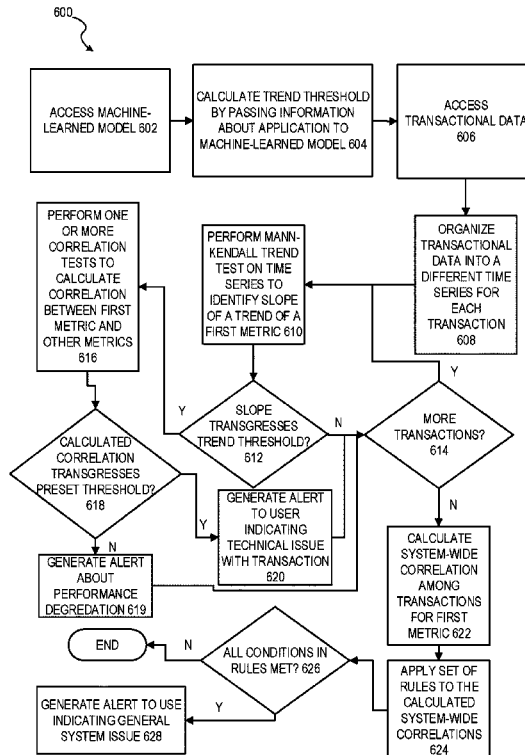 600
ACCESS MACHINE-
LEARNED MODEL 602
CALCULATE TREND THRESHOLD
BY PASSING INFORMATION
ABOUT APPLICATION TO
MACHINE-LEARNED MODEL 604
ACCESS
TRANSACTIONAL DATA
606
ORGANIZE
TRANSACTIONAL
DATA INTO A
DIFFERENT TIME
SERIES FOR
EACH
TRANSACTION
608
PERFORM MANN-
KENDALL TREND
TEST ON TIME
SERIES TO
IDENTIFY SLOPE
OF A TREND OF A
FIRST METRIC 610
PERFORM ONE
OR MORE
CORRELATION
TESTS TO
CALCULATE
CORRELATION
BETWEEN FIRST
METRIC AND
OTHER METRICS
616
Y
SLOPE
TRANSGRESSES
TREND THRESHOLD?
612
N
Y
MORE
TRANSACTIONS?
614
N
CALCULATED
CORRELATION
TRANSGRESSES
PRESET THRESHOLD?
618
Y
N
GENERATE ALERT
TO USER
INDICATING
TECHNICAL ISSUE
WITH TRANSACTION
620
GENERATE ALERT
ABOUT
PERFORMANCE
DEGREDATION 619
CALCULATE
SYSTEM-WIDE
CORRELATION
AMONG
TRANSACTIONS
FOR FIRST
METRIC 622
APPLY SET OF
RULES TO THE
CALCULATED
SYSTEM-WIDE
CORRELATIONS
624
ALL CONDITIONS IN
RULES MET? 626
N
END
Y
GENERATE ALERT TO USE
INDICATING GENERAL
SYSTEM ISSUE 628